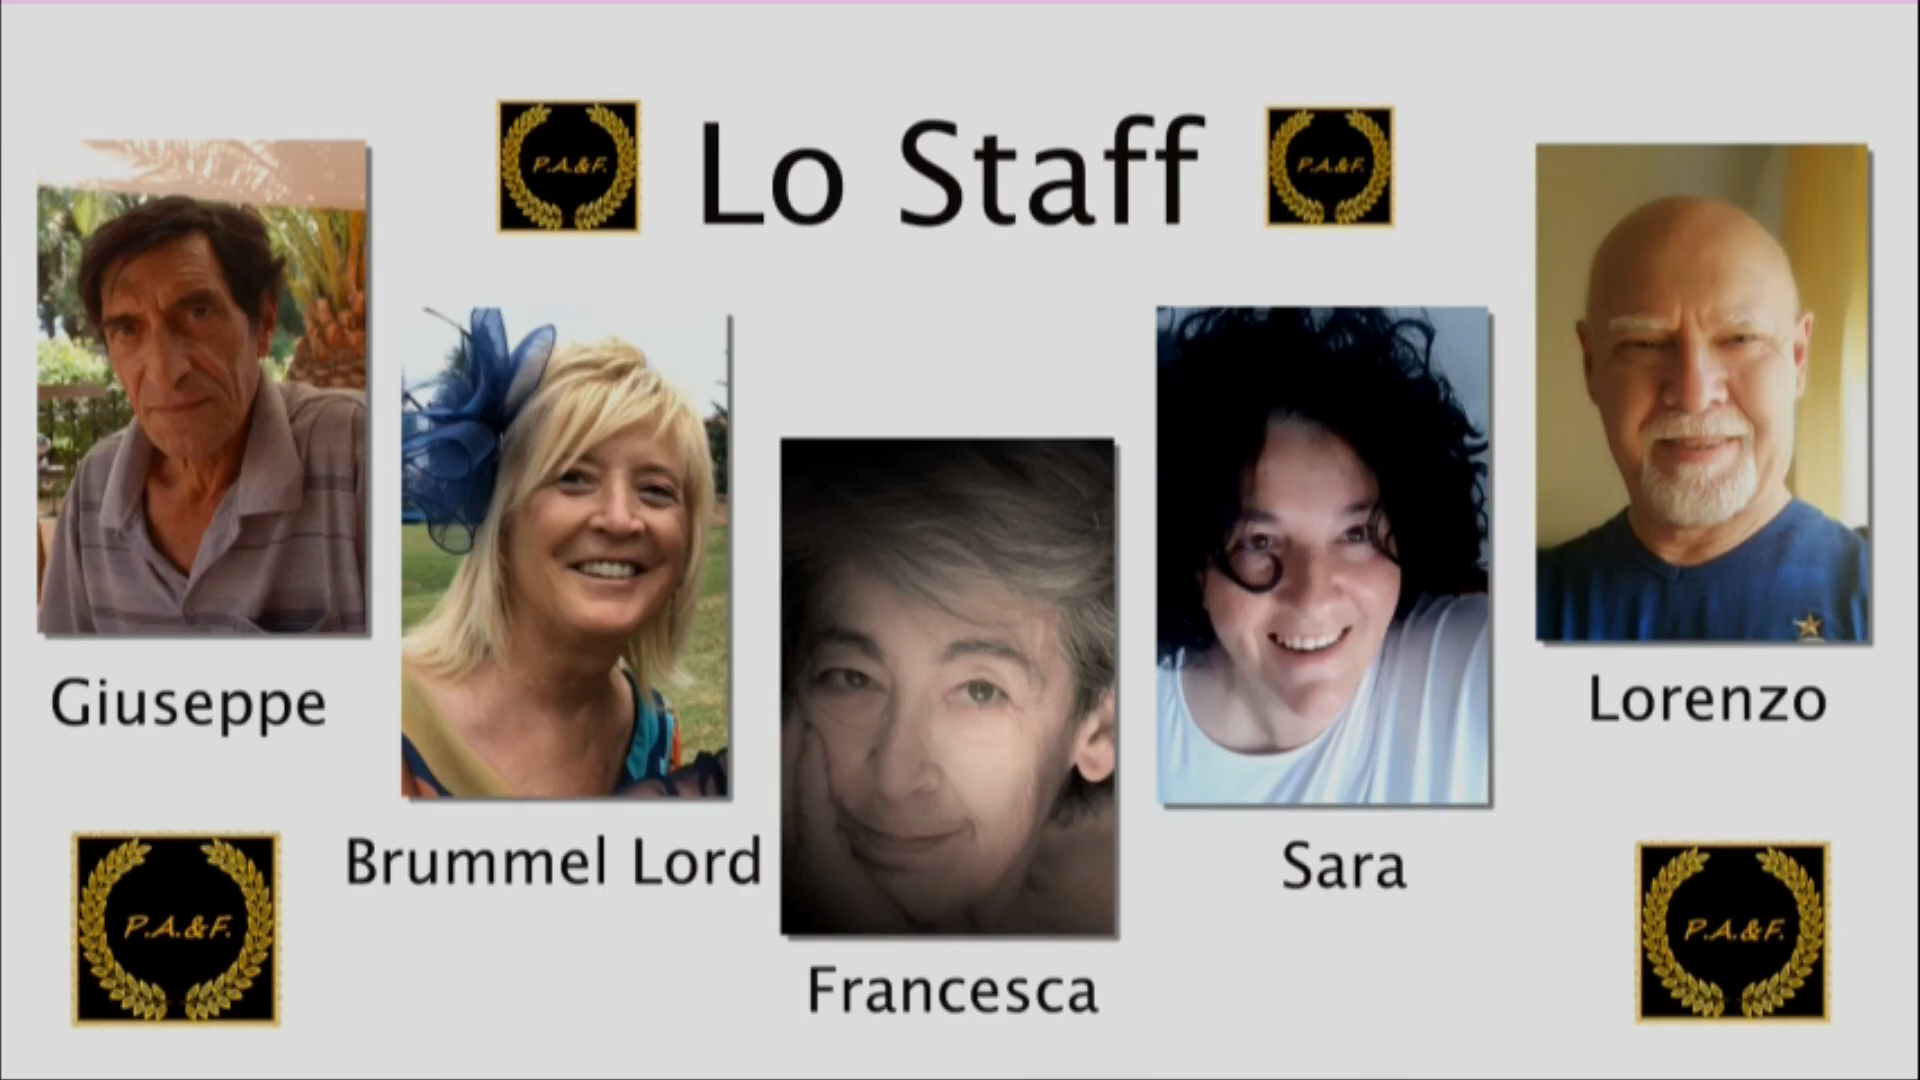 P.A.&F.
Lo Staff
P.A.&F.
Giuseppe
Lorenzo
Brummel Lord
Sara
P.A.&F.
P.A.&F.
Francesca